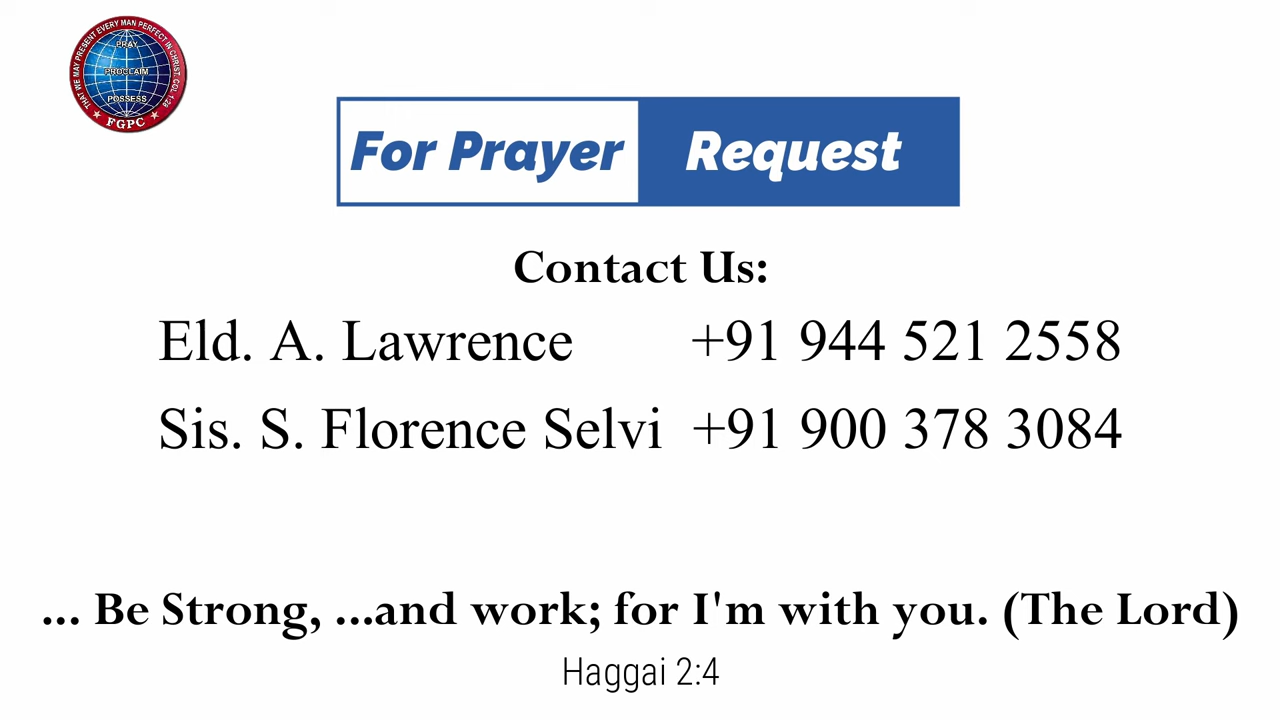 THAT WE MAY PRESENT EVERY MAN PERFECT IN CHRIST. COL 1:28
PRAY
PROCLAIM
POSSESS
★ FGPC ★
For Prayer Request
Contact Us:
Eld. A. Lawrence +91 944 521 2558
Sis. S. Florence Selvi +91 900 378 3084
... Be Strong, ...and work; for I'm with you. (The Lord)
Haggai 2:4